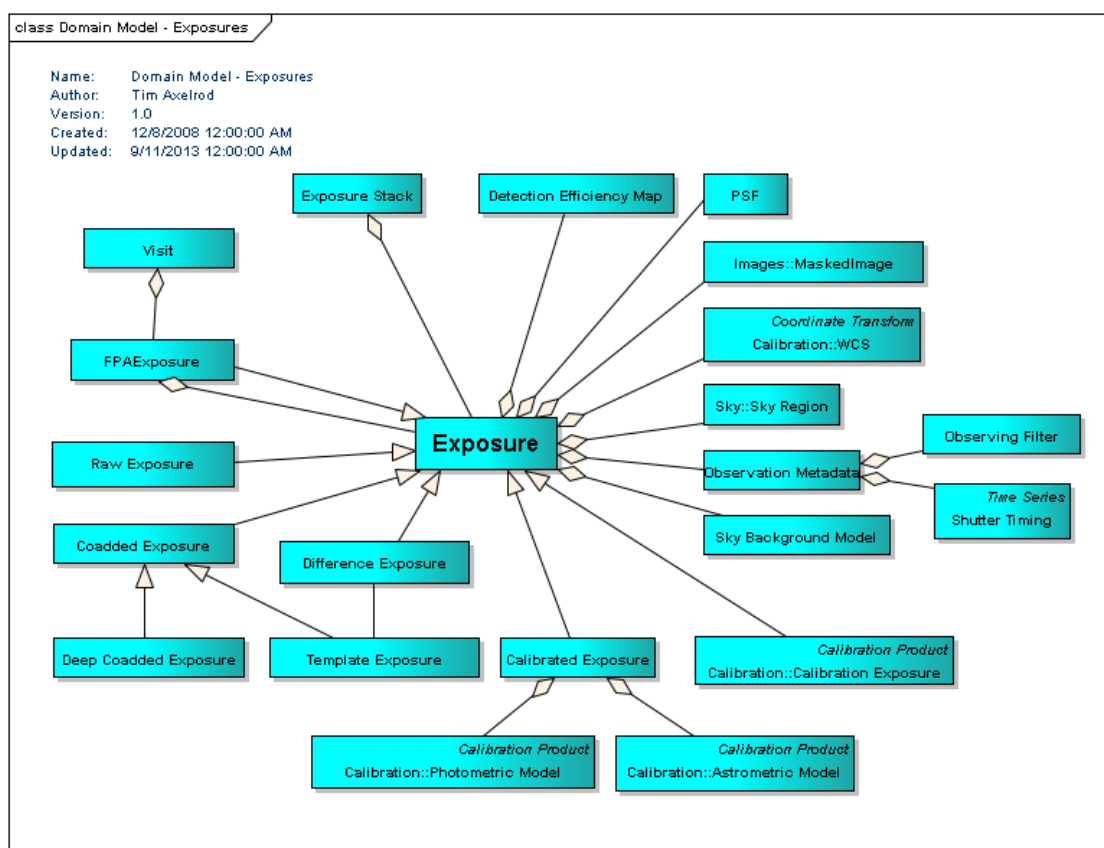 class Domain Model - Exposures
Name: Domain Model - Exposures
Author: Tim Axelrod
Version: 1.0
Created: 12/8/2008 12:00:00 AM
Updated: 9/11/2013 12:00:00 AM
Exposure Stack
Detection Efficiency Map
PSF
Visit
Images::MaskedImage
Coordinate Transform
Calibration::WCS
FPAExposure
Sky::Sky Region
Exposure
Observing Filter
Raw Exposure
Observation Metadata
Time Series
Shutter Timing
Coadded Exposure
Sky Background Model
Difference Exposure
Deep Coadded Exposure
Template Exposure
Calibrated Exposure
Calibration Product
Calibration::Calibration Exposure
Calibration Product
Calibration::Photometric Model
Calibration Product
Calibration::Astrometric Model